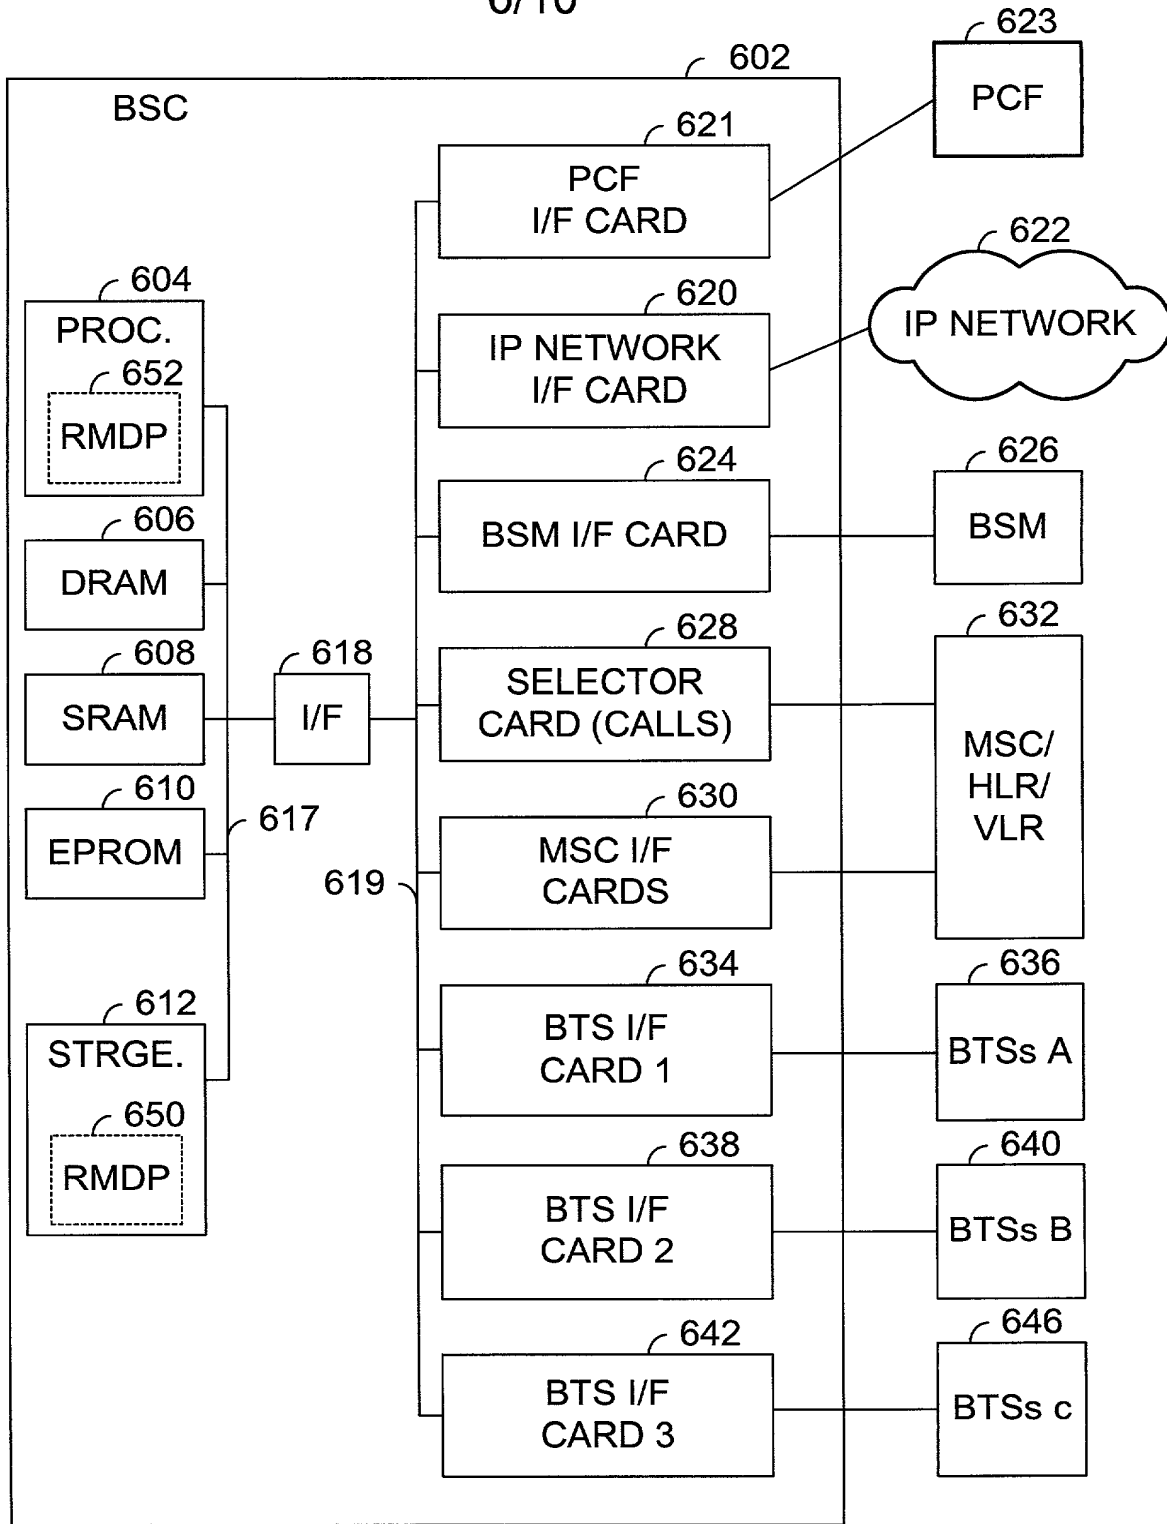 6/10
623
602
PCF
BSC
621
PCF
I/F CARD
622
IP NETWORK
604
PROC.
652
RMDP
620
IP NETWORK
I/F CARD
624
BSM I/F CARD
626
BSM
606
DRAM
628
SELECTOR
CARD (CALLS)
632
MSC/
HLR/
VLR
608
SRAM
618
I/F
610
EPROM
617
630
MSC I/F
CARDS
619
634
BTS I/F
CARD 1
636
BTSs A
612
STRGE.
650
RMDP
638
BTS I/F
CARD 2
640
BTSs B
642
BTS I/F
CARD 3
646
BTSs c